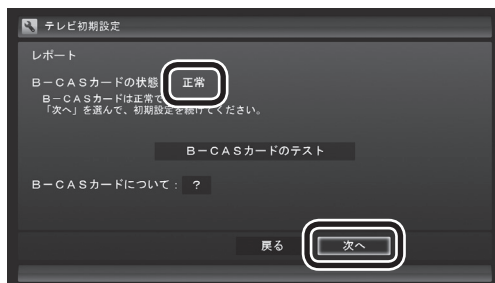 テレビ初期設定
レポート
B－CASカードの状態 正常
B－CASカードは正常で
「次へ」を選んで、初期設定を続けてください。
B－CASカードのテスト
B－CASカードについて： ？
戻る 次へ